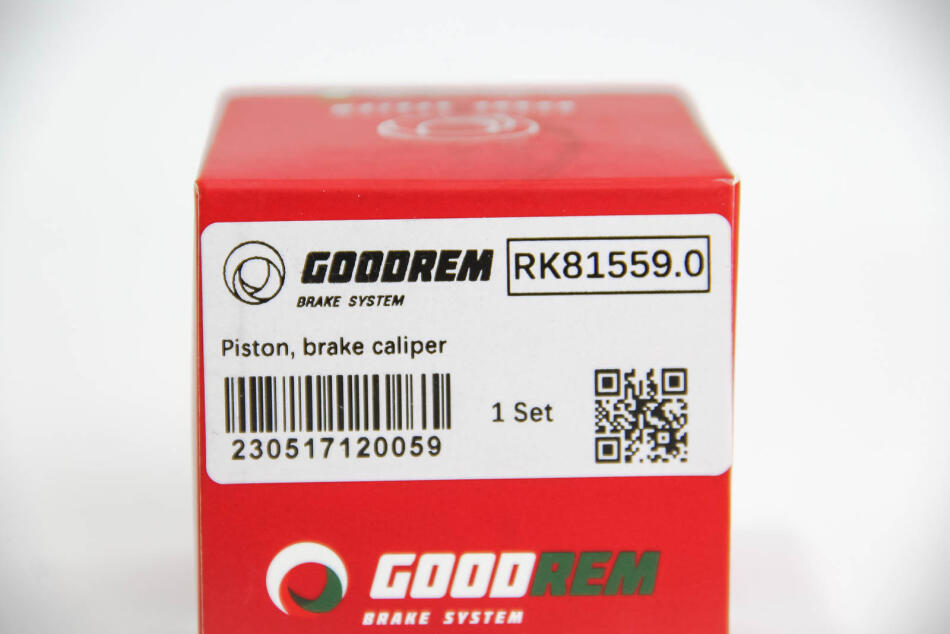 GOODREM
BRAKE SYSTEM
RK81559.0
Piston, brake caliper
230517120059
1 Set
GOODREM
BRAKE SYSTEM